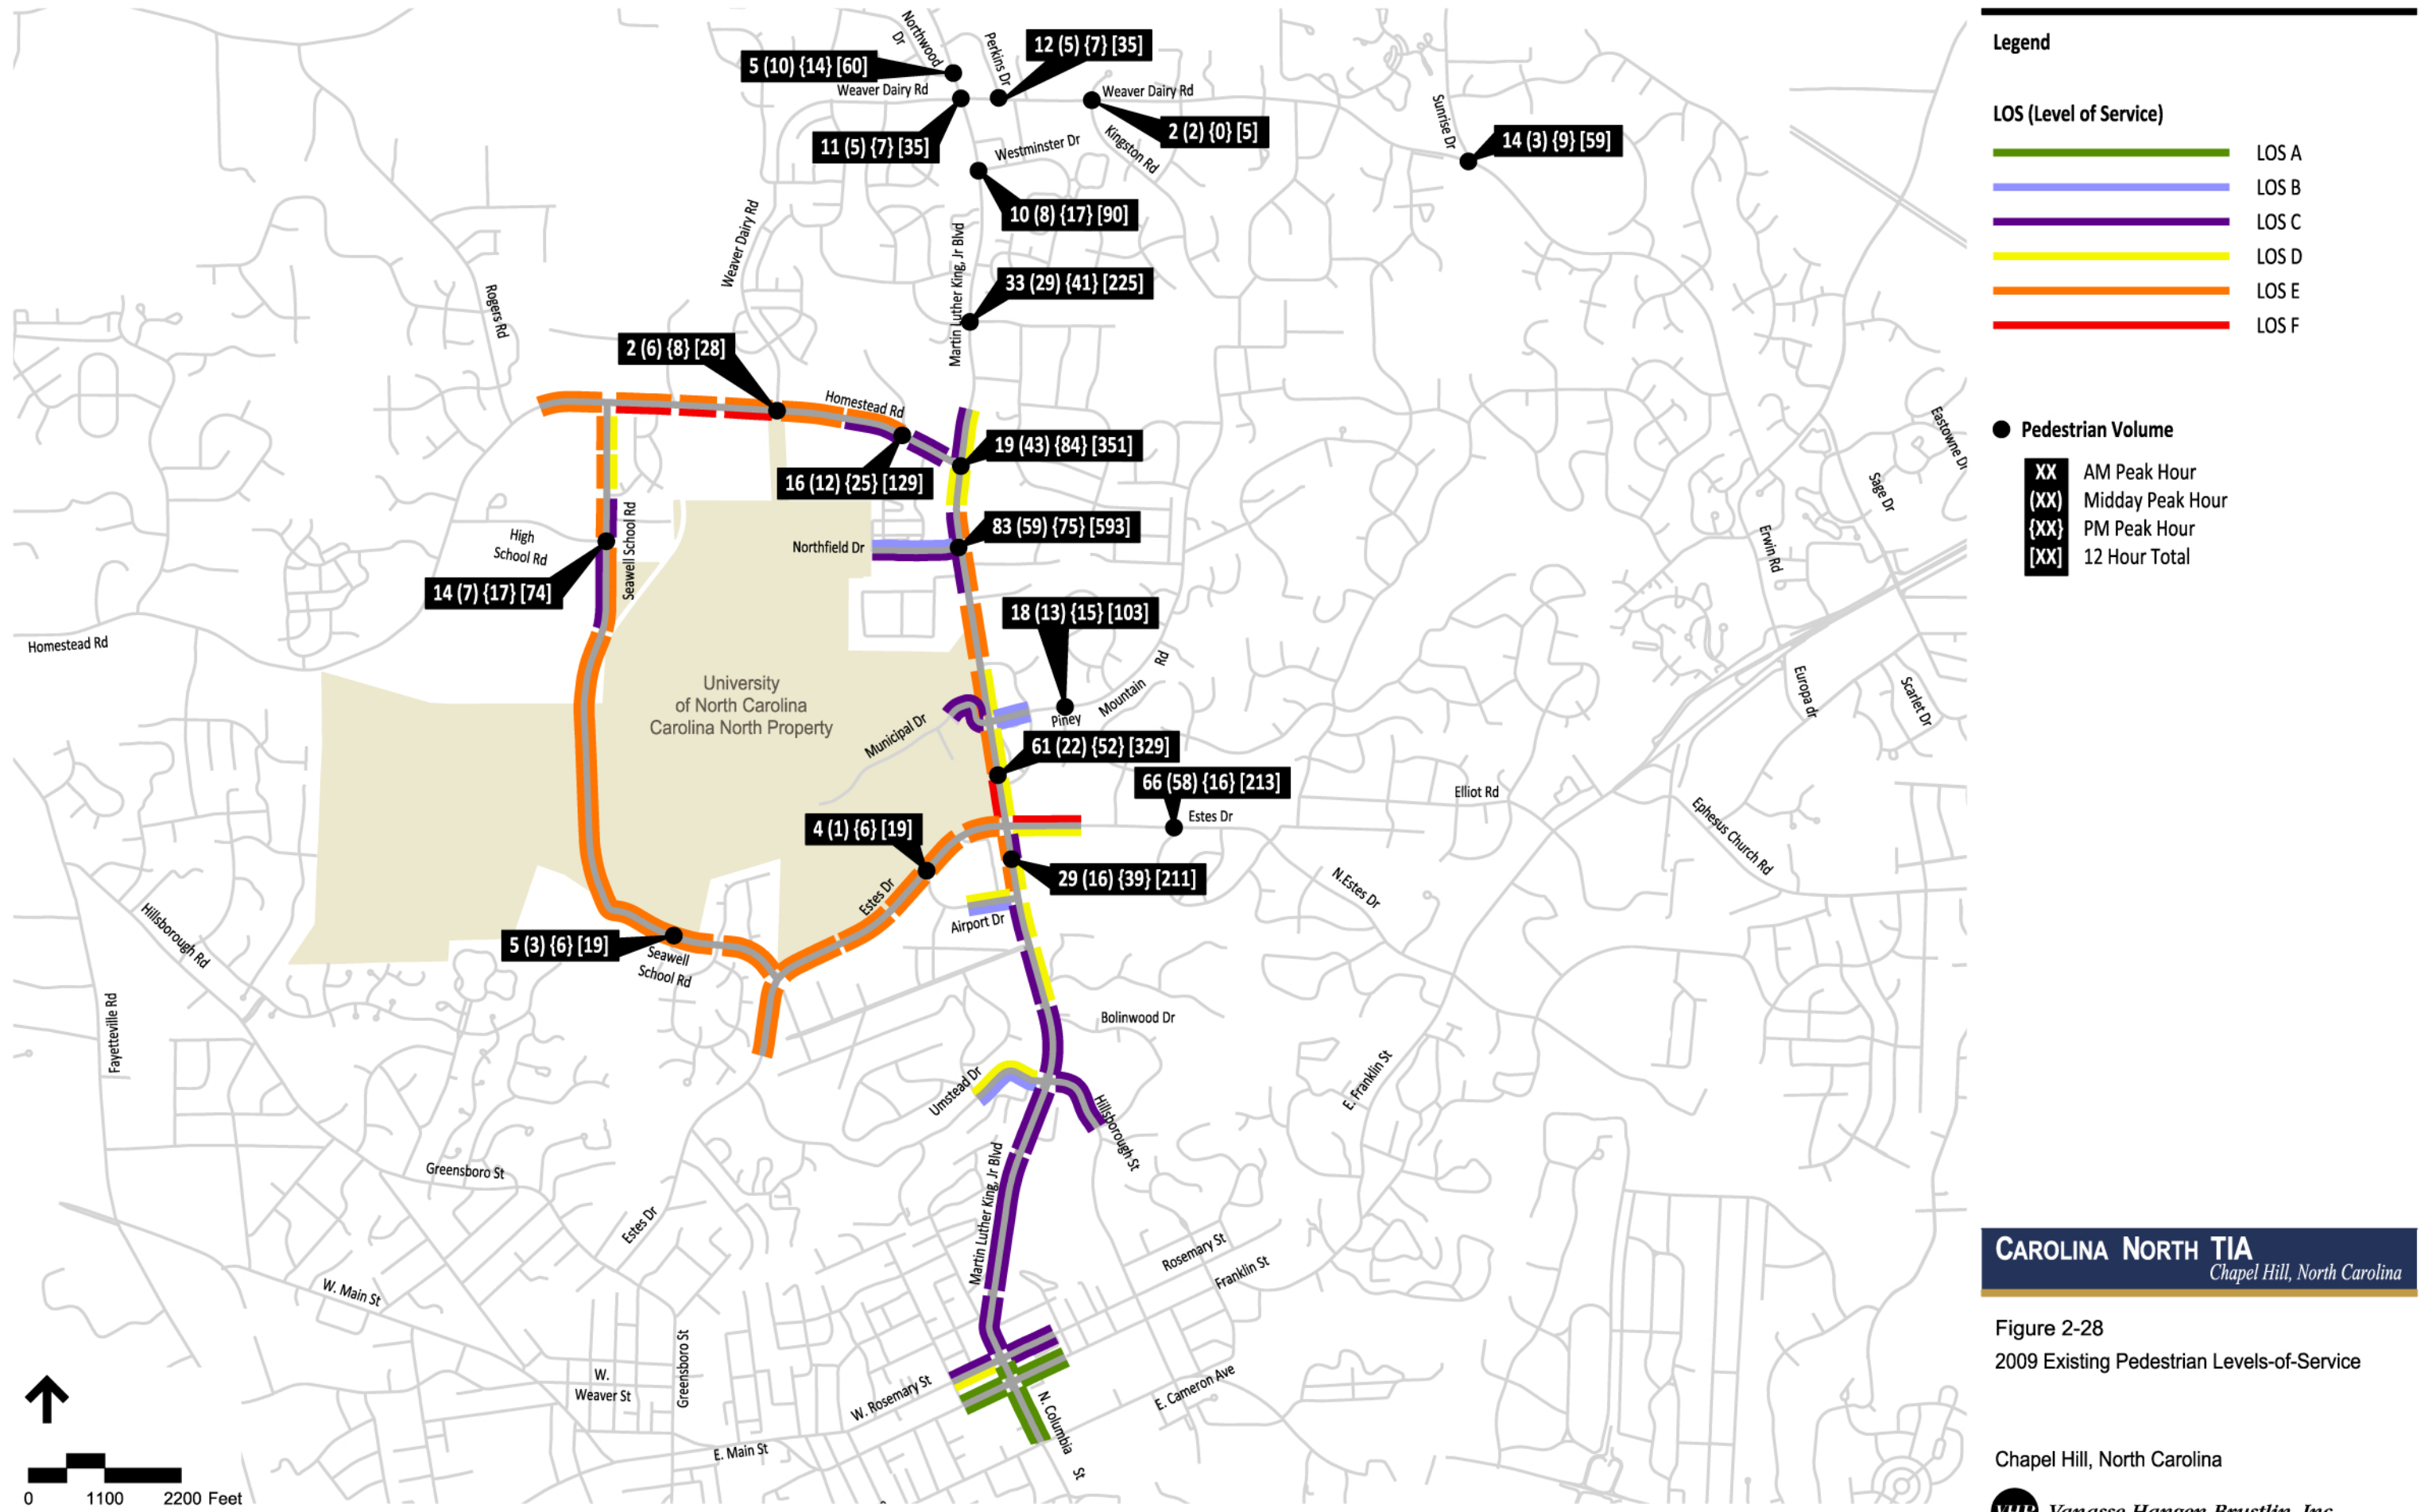 Northwood
Dr
Perkins Dr
12 (5) {7} [35]
5 (10) {14} [60]
Weaver Dairy Rd
Weaver Dairy Rd
Sunrise Dr
11 (5) {7} [35]
2 (2) {0} [5]
Kingston Rd
14 (3) {9} [59]
Westminster Dr
10 (8) {17} [90]
Weaver Dairy Rd
Martin Luther King, Jr Blvd
33 (29) {41} [225]
Rogers Rd
2 (6) {8} [28]
Homestead Rd
19 (43) {84} [351]
16 (12) {25} [129]
Eastowne Dr
Sage Dr
Erwin Rd
High
School Rd
Seawell School Rd
83 (59) {75} [593]
Northfield Dr
14 (7) {17} [74]
18 (13) {15} [103]
Homestead Rd
Piney
Mountain
Rd
Europa dr
Scarlet Dr
University
of North Carolina
Carolina North Property
Municipal Dr
61 (22) {52} [329]
66 (58) {16} [213]
Elliot Rd
Estes Dr
Ephesus Church Rd
4 (1) {6} [19]
29 (16) {39} [211]
N.Estes Dr
Estes Dr
Airport Dr
Hillsborough Rd
5 (3) {6} [19]
Seawell
School Rd
Fayetteville Rd
Bolinwood Dr
Umstead Dr
Hillsborough St
E. Franklin St
Greensboro St
Martin Luther King, Jr Blvd
Estes Dr
Rosemary St
Franklin St
W. Main St
Greensboro St
W.
Weaver St
W. Rosemary St
E. Cameron Ave
N. Columbia
St
E. Main St
0 1100 2200 Feet
Legend
LOS (Level of Service)
LOS A
LOS B
LOS C
LOS D
LOS E
LOS F
Pedestrian Volume
XX AM Peak Hour
(XX) Midday Peak Hour
{XX} PM Peak Hour
[XX] 12 Hour Total
CAROLINA NORTH TIA
Chapel Hill, North Carolina
Figure 2-28
2009 Existing Pedestrian Levels-of-Service
Chapel Hill, North Carolina
VHB Vanasse Hangen Brustlin, Inc.